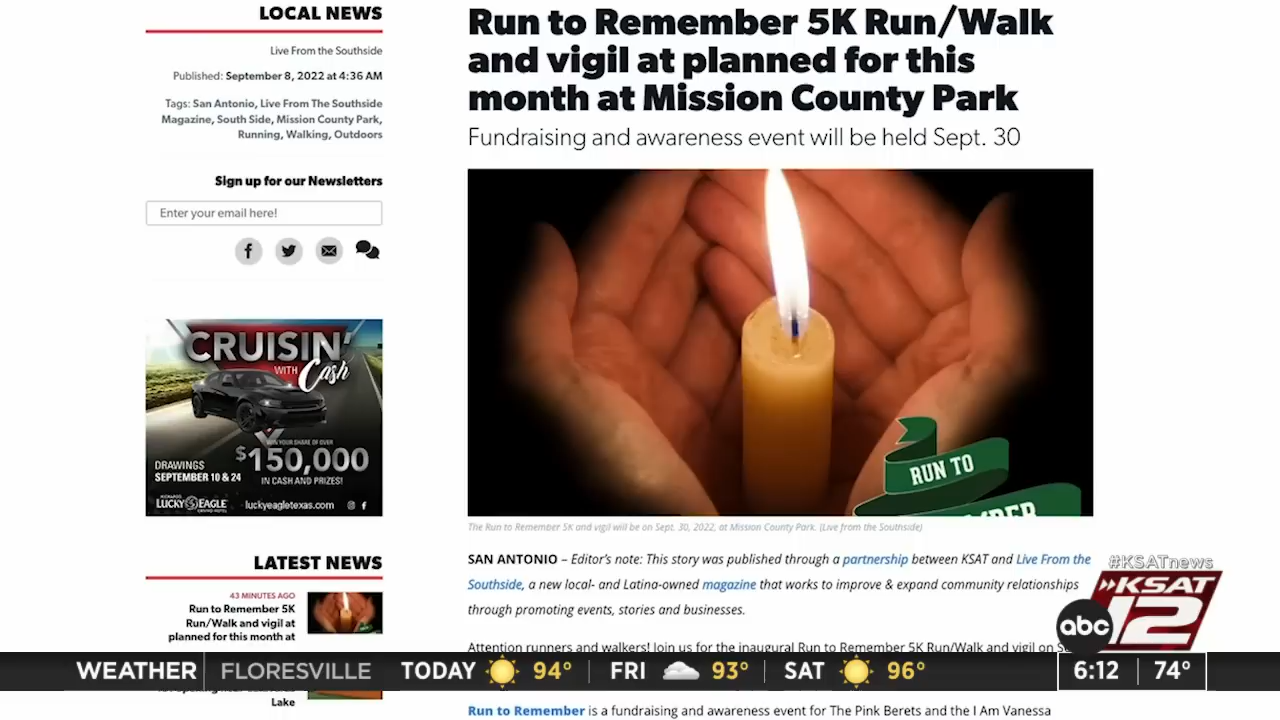 LOCAL NEWS
Live From the Southside
Published: September 8, 2022 at 4:36 AM
Tags: San Antonio, Live From The Southside
Magazine, South Side, Mission County Park,
Running, Walking, Outdoors
Sign up for our Newsletters
Enter your email here!
CRUISIN'
WITH Cash
WIN YOUR SHARE OF OVER
$150,000
IN CASH AND PRIZES!
DRAWINGS
SEPTEMBER 10 & 24
KICKAPOO
LUCKY EAGLE
luckyeagletexas.com
LATEST NEWS
43 MINUTES AGO
Run to Remember 5K
Run/Walk and vigil at
planned for this month at
Lake
Run to Remember 5K Run/Walk
and vigil at planned for this
month at Mission County Park
Fundraising and awareness event will be held Sept. 30
RUN TO
The Run to Remember 5K and vigil will be on Sept. 30, 2022, at Mission County Park. (Live from the Southside)
SAN ANTONIO – Editor's note: This story was published through a partnership between KSAT and Live From the
Southside, a new local- and Latina-owned magazine that works to improve & expand community relationships
through promoting events, stories and businesses.
Attention runners and walkers! Join us for the inaugural Run to Remember 5K Run/Walk and vigil on
Run to Remember is a fundraising and awareness event for The Pink Berets and the I Am Vanessa
#KSATnews
KSAT
abc 12
WEATHER FLORESVILLE TODAY 94° FRI 93° SAT 96° 6:12 74°